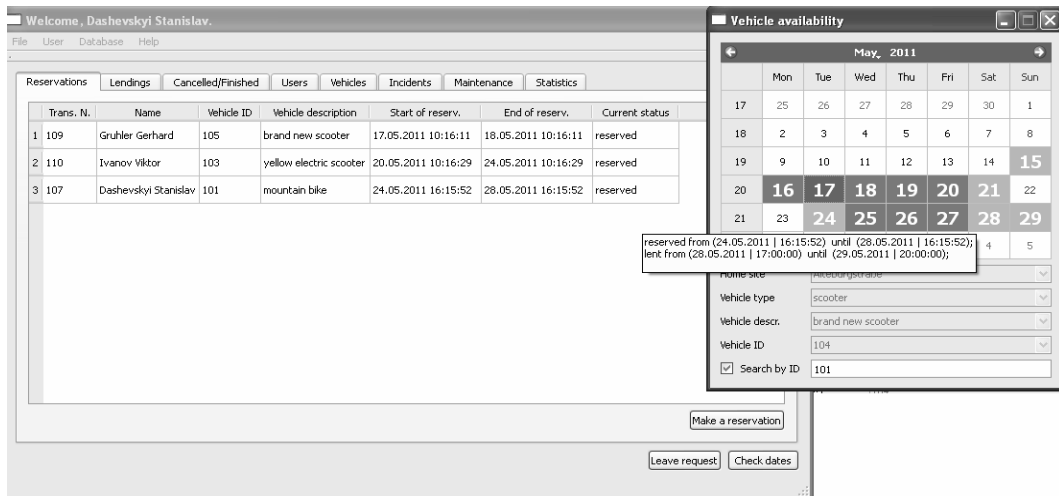 Welcome, Dashevskyi Stanislav.
File User Database Help
Reservations Lendings Cancelled/Finished Users Vehicles Incidents Maintenance Statistics
Trans. N. Name Vehicle ID Vehicle description Start of reserv. End of reserv. Current status
1 109 Gruhler Gerhard 105 brand new scooter 17.05.2011 10:16:11 18.05.2011 10:16:11 reserved
2 110 Ivanov Viktor 103 yellow electric scooter 20.05.2011 10:16:29 24.05.2011 10:16:29 reserved
3 107 Dashevskyi Stanislav 101 mountain bike 24.05.2011 16:15:52 28.05.2011 16:15:52 reserved
Make a reservation
Leave request Check dates
Vehicle availability
May, 2011
Mon Tue Wed Thu Fri Sat Sun
17 25 26 27 28 29 30 1
18 2 3 4 5 6 7 8
19 9 10 11 12 13 14 15
20 16 17 18 19 20 21 22
21 23 24 25 26 27 28 29
4 5
reserved from (24.05.2011 | 16:15:52) until (28.05.2011 | 16:15:52);
lent from (28.05.2011 | 17:00:00) until (29.05.2011 | 20:00:00);
Home site Alteburgstraße
Vehicle type scooter
Vehicle descr. brand new scooter
Vehicle ID 104
Search by ID 101